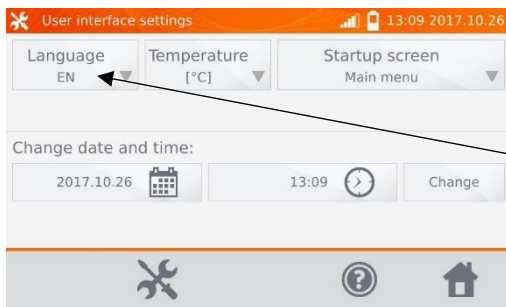 User interface settings 13:09 2017.10.26
Language Temperature Startup screen
EN [°C] Main menu
Change date and time:
2017.10.26 13:09 Change